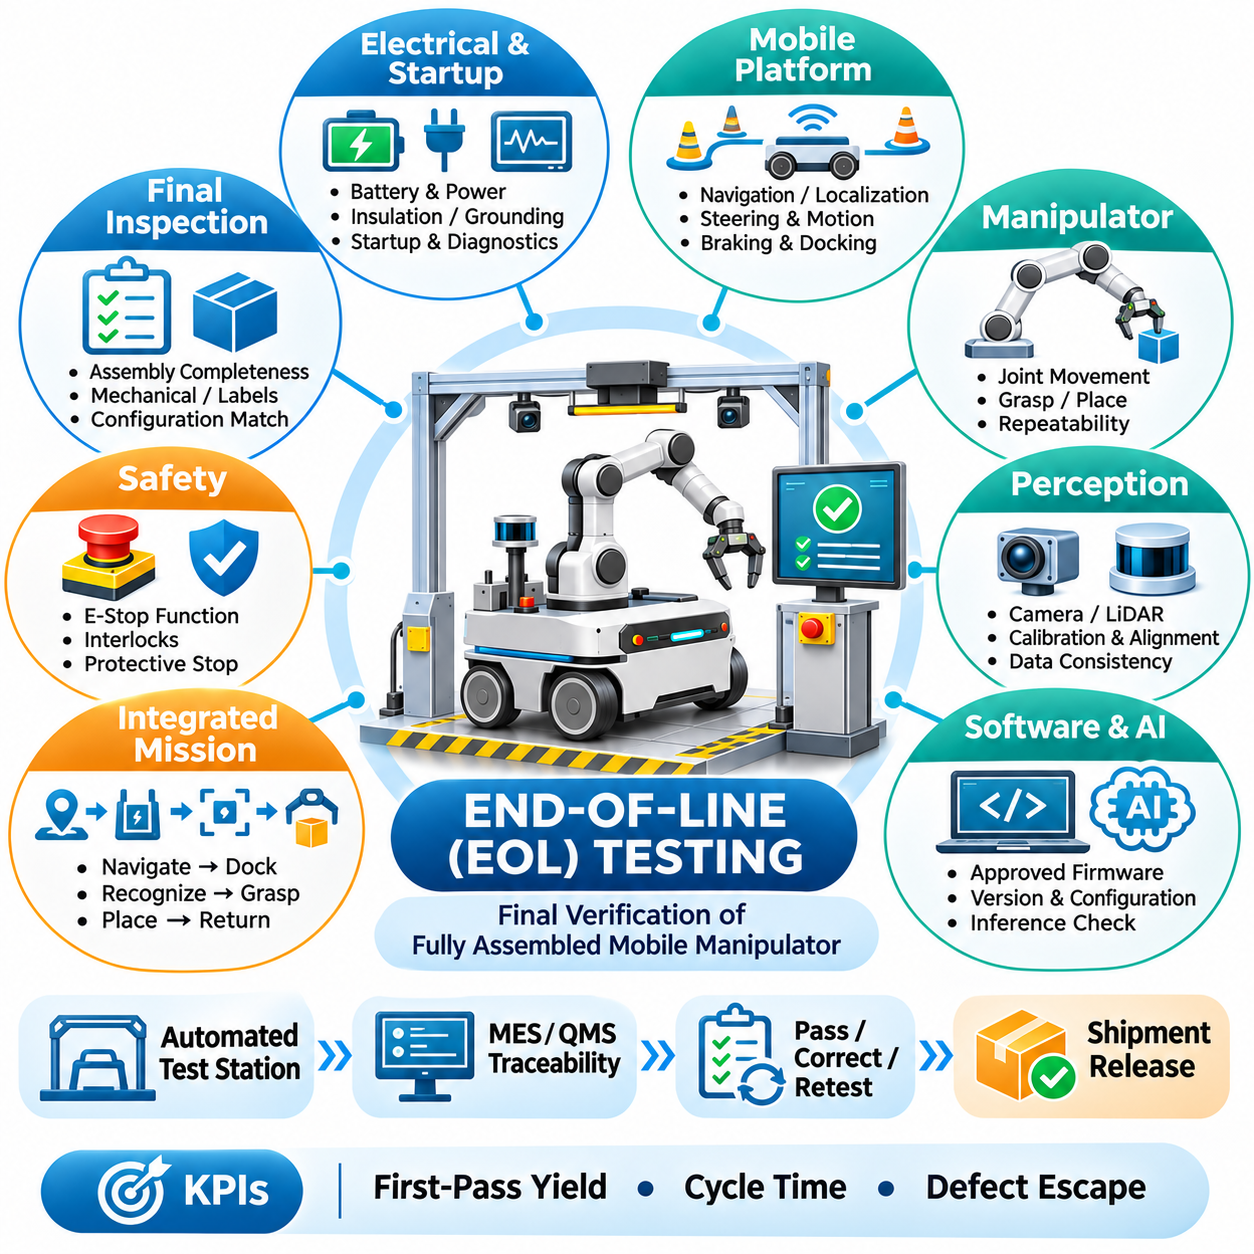 Electrical &
Startup
• Battery & Power
• Insulation / Grounding
• Startup & Diagnostics
Mobile
Platform
• Navigation / Localization
• Steering & Motion
• Braking & Docking
Final
Inspection
• Assembly Completeness
• Mechanical / Labels
• Configuration Match
Manipulator
• Joint Movement
• Grasp / Place
• Repeatability
Safety
• E-Stop Function
• Interlocks
• Protective Stop
Perception
• Camera / LiDAR
• Calibration & Alignment
• Data Consistency
Integrated
Mission
• Navigate → Dock
• Recognize → Grasp
• Place → Return
Software & AI
</>
AI
• Approved Firmware
• Version & Configuration
• Inference Check
END-OF-LINE
(EOL) TESTING
Final Verification of
Fully Assembled Mobile Manipulator
Automated
Test Station
MES / QMS
Traceability
Pass /
Correct /
Retest
Shipment
Release
KPIs
First-Pass Yield • Cycle Time • Defect Escape